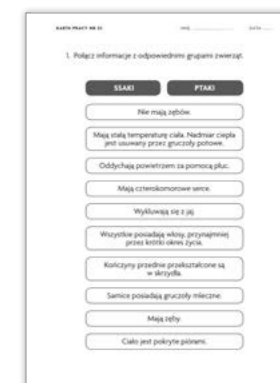 KARTA PRACY NR 22 IMIĘ DATA
1. Połącz informacje z odpowiednimi grupami zwierząt.
SSAKI PTAKI
Nie mają zębów.
Mają stałą temperaturę ciała. Nadmiar ciepła
jest usuwany przez gruczoły potowe.
Oddychają powietrzem za pomocą płuc.
Mają czterokomorowe serce.
Wykluwają się z jaj.
Wszystkie posiadają włosy, przynajmniej
przez krótki okres życia.
Kończyny przednie przekształcone są
w skrzydła.
Samice posiadają gruczoły mleczne.
Mają zęby.
Ciało jest pokryte piórami.